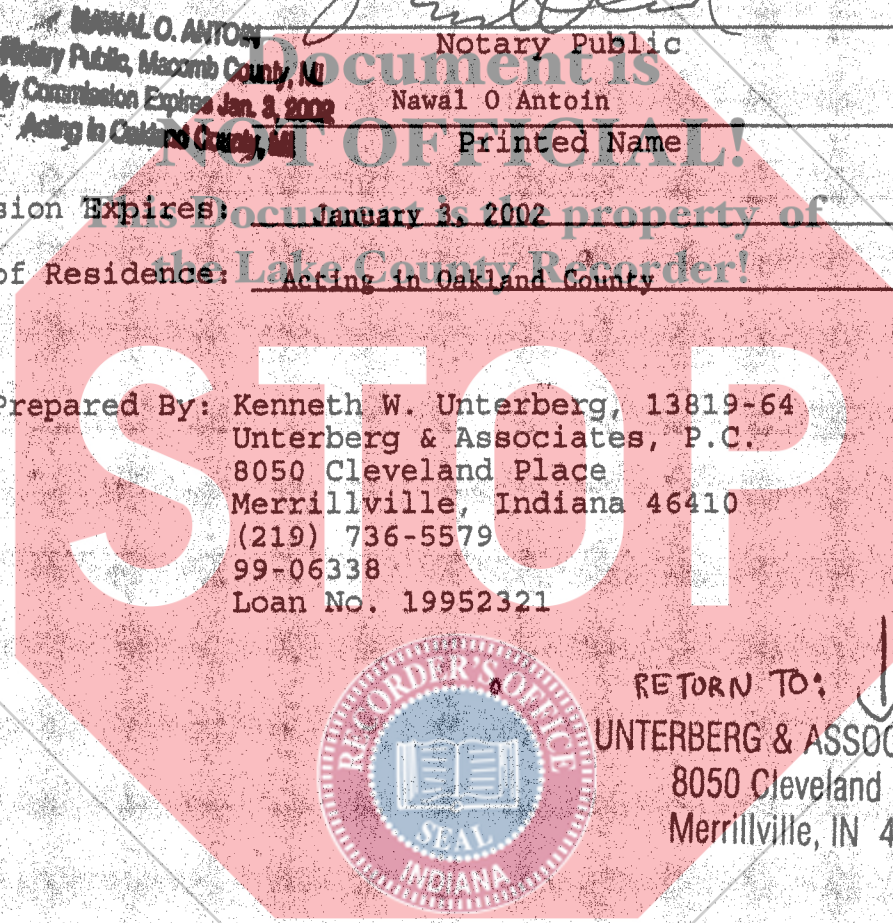 NAWAL O. ANTOIN
Notary Public, Macomb County, MI
My Commission Expires Jan. 3, 2002
Acting in Oakland County, MI
Notary Public
Nawal O Antoin
Printed Name
Document is
NOT OFFICIAL!
This Document is the property of
the Lake County Recorder!
sion Expires: January 3, 2002
of Residence: Acting in Oakland County
STOP
Prepared By: Kenneth W. Unterberg, 13819-64
Unterberg & Associates, P.C.
8050 Cleveland Place
Merrillville, Indiana 46410
(219) 736-5579
99-06338
Loan No. 19952321
RECORDER'S OFFICE
SEAL
INDIANA
RETURN TO:
UNTERBERG & ASSOC
8050 Cleveland
Merrillville, IN 4